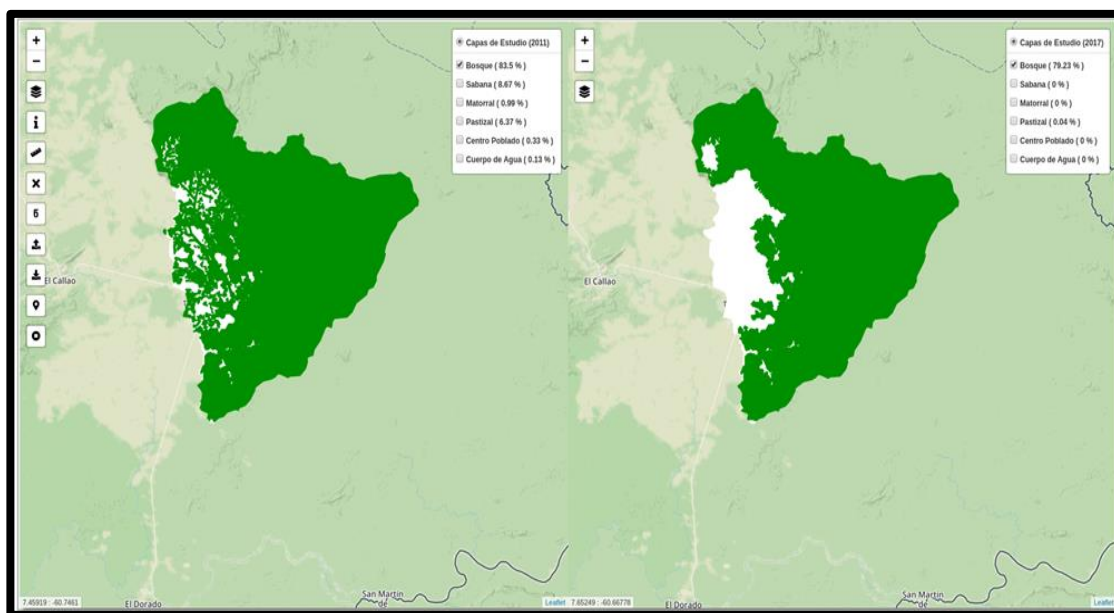 Capas de Estudio (2011)
Bosque ( 83.5 % )
Sabana ( 8.67 % )
Matorral ( 0.99 % )
Pastizal ( 6.37 % )
Centro Poblado ( 0.33 % )
Cuerpo de Agua ( 0.13 % )
El Callao
San Martín
de
El Dorado
7.45919 : -60.7461
Leaflet
Capas de Estudio (2017)
Bosque ( 79.23 % )
Sabana ( 0 % )
Matorral ( 0 % )
Pastizal ( 0.04 % )
Centro Poblado ( 0 % )
Cuerpo de Agua ( 0 % )
El Callao
San Martín
de
El Dorado
7.65249 : -60.66778
Leaflet